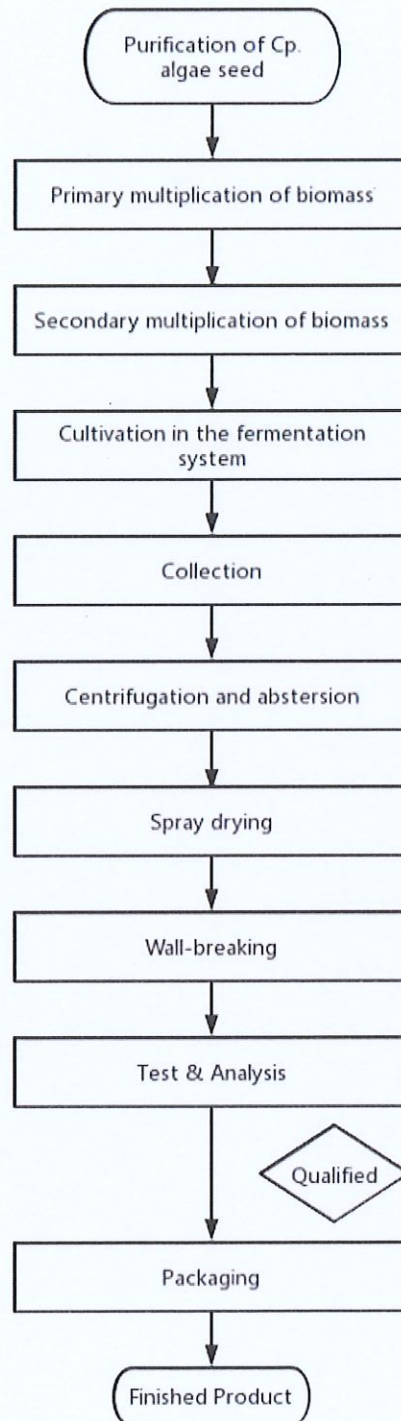 Purification of Cp.
algae seed
Primary multiplication of biomass
Secondary multiplication of biomass
Cultivation in the fermentation
system
Collection
Centrifugation and abstersion
Spray drying
Wall-breaking
Test & Analysis
Qualified
Packaging
Finished Product